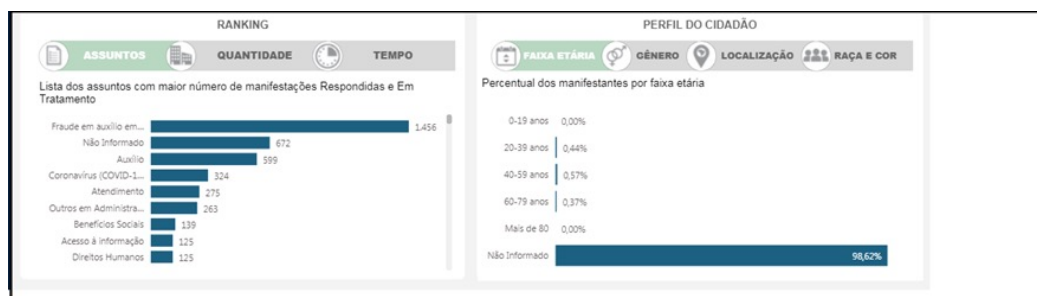 RANKING
ASSUNTOS QUANTIDADE TEMPO
Lista dos assuntos com maior número de manifestações Respondidas e Em
Tratamento
Fraude em auxílio em... 1.456
Não Informado 672
Auxílio 599
Coronavírus (COVID-1... 324
Atendimento 275
Outros em Administra... 263
Benefícios Sociais 139
Acesso à informação 125
Direitos Humanos 125
PERFIL DO CIDADÃO
FAIXA ETÁRIA GÊNERO LOCALIZAÇÃO RAÇA E COR
Percentual dos manifestantes por faixa etária
0-19 anos 0,00%
20-39 anos 0,44%
40-59 anos 0,57%
60-79 anos 0,37%
Mais de 80 0,00%
Não Informado 98,62%